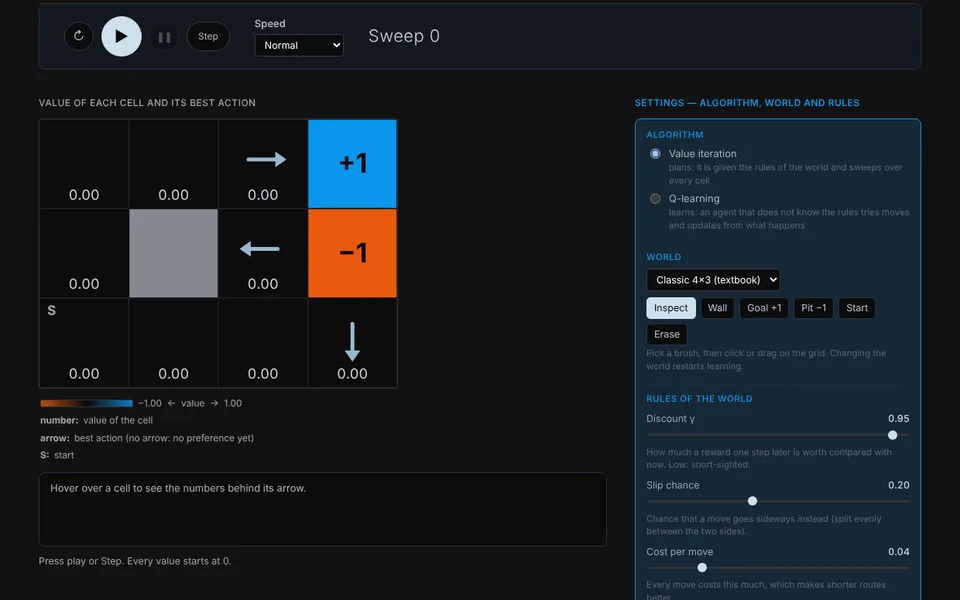 Step
Speed
Normal
Sweep 0
VALUE OF EACH CELL AND ITS BEST ACTION
+1
0.00
0.00
0.00
−1
0.00
0.00
S
0.00
0.00
0.00
0.00
−1.00 ← value → 1.00
number: value of the cell
arrow: best action (no arrow: no preference yet)
S: start
Hover over a cell to see the numbers behind its arrow.
Press play or Step. Every value starts at 0.
SETTINGS — ALGORITHM, WORLD AND RULES
ALGORITHM
Value iteration
plans: it is given the rules of the world and sweeps over
every cell
Q-learning
learns: an agent that does not know the rules tries moves
and updates from what happens
WORLD
Classic 4×3 (textbook)
Inspect Wall Goal +1 Pit −1 Start
Erase
Pick a brush, then click or drag on the grid. Changing the
world restarts learning.
RULES OF THE WORLD
Discount γ 0.95
How much a reward one step later is worth compared with
now. Low: short-sighted.
Slip chance 0.20
Chance that a move goes sideways instead (split evenly
between the two sides).
Cost per move 0.04
Every move costs this much, which makes shorter routes
better.